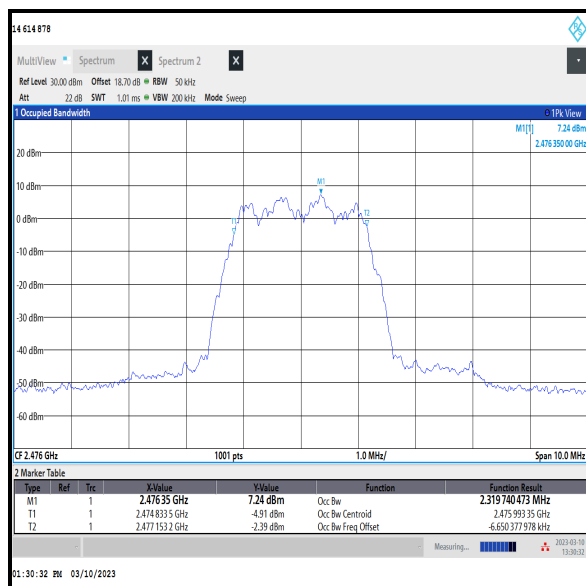 14 614 878
MultiView Spectrum X Spectrum 2 X
Ref Level 30.00 dBm Offset 18.70 dB RBW 50 kHz
Att 22 dB SWT 1.01 ms VBW 200 kHz Mode Sweep
1 Occupied Bandwidth 1Pk View
M1[1] 7.24 dBm
2.476 350 00 GHz
20 dBm
10 dBm
M1
0 dBm
T1
T2
-10 dBm
-20 dBm
-30 dBm
-40 dBm
-50 dBm
-60 dBm
CF 2.476 GHz 1001 pts 1.0 MHz/ Span 10.0 MHz
2 Marker Table
Type Ref Trc X-Value Y-Value Function Function Result
M1 1 2.476 35 GHz 7.24 dBm Occ Bw 2.319 740 473 MHz
T1 1 2.474 833 5 GHz -4.91 dBm Occ Bw Centroid 2.475 993 35 GHz
T2 1 2.477 153 2 GHz -2.39 dBm Occ Bw Freq Offset -6.650 377 978 kHz
Measuring... 2023-03-10
13:30:32
01:30:32 PM 03/10/2023